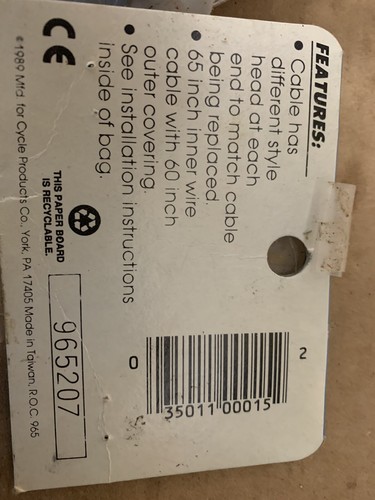 FEATURES:
• Cable has
different style
head at each
end to match cable
being replaced.
• 65 inch inner wire
cable with 60 inch
outer covering.
• See installation instructions
inside of bag.
CE
THIS PAPER BOARD
IS RECYCLABLE.
965207
©1989 Mfd. for Cycle Products Co., York, PA 17405 Made in Taiwan, R.O.C. 965
0 35011 00015 2